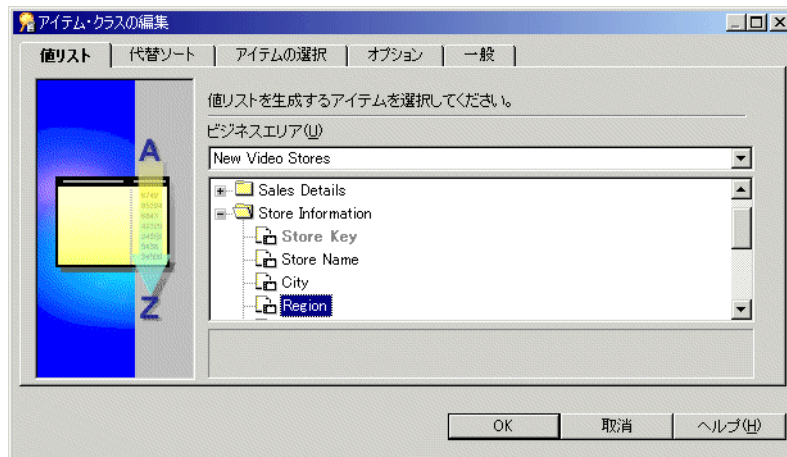 アイテム・クラスの編集
値リスト 代替ソート アイテムの選択 オプション 一般
値リストを生成するアイテムを選択してください。
ビジネスエリア(U)
New Video Stores
Sales Details
Store Information
Store Key
Store Name
City
Region
A
Z
OK 取消 ヘルプ(H)